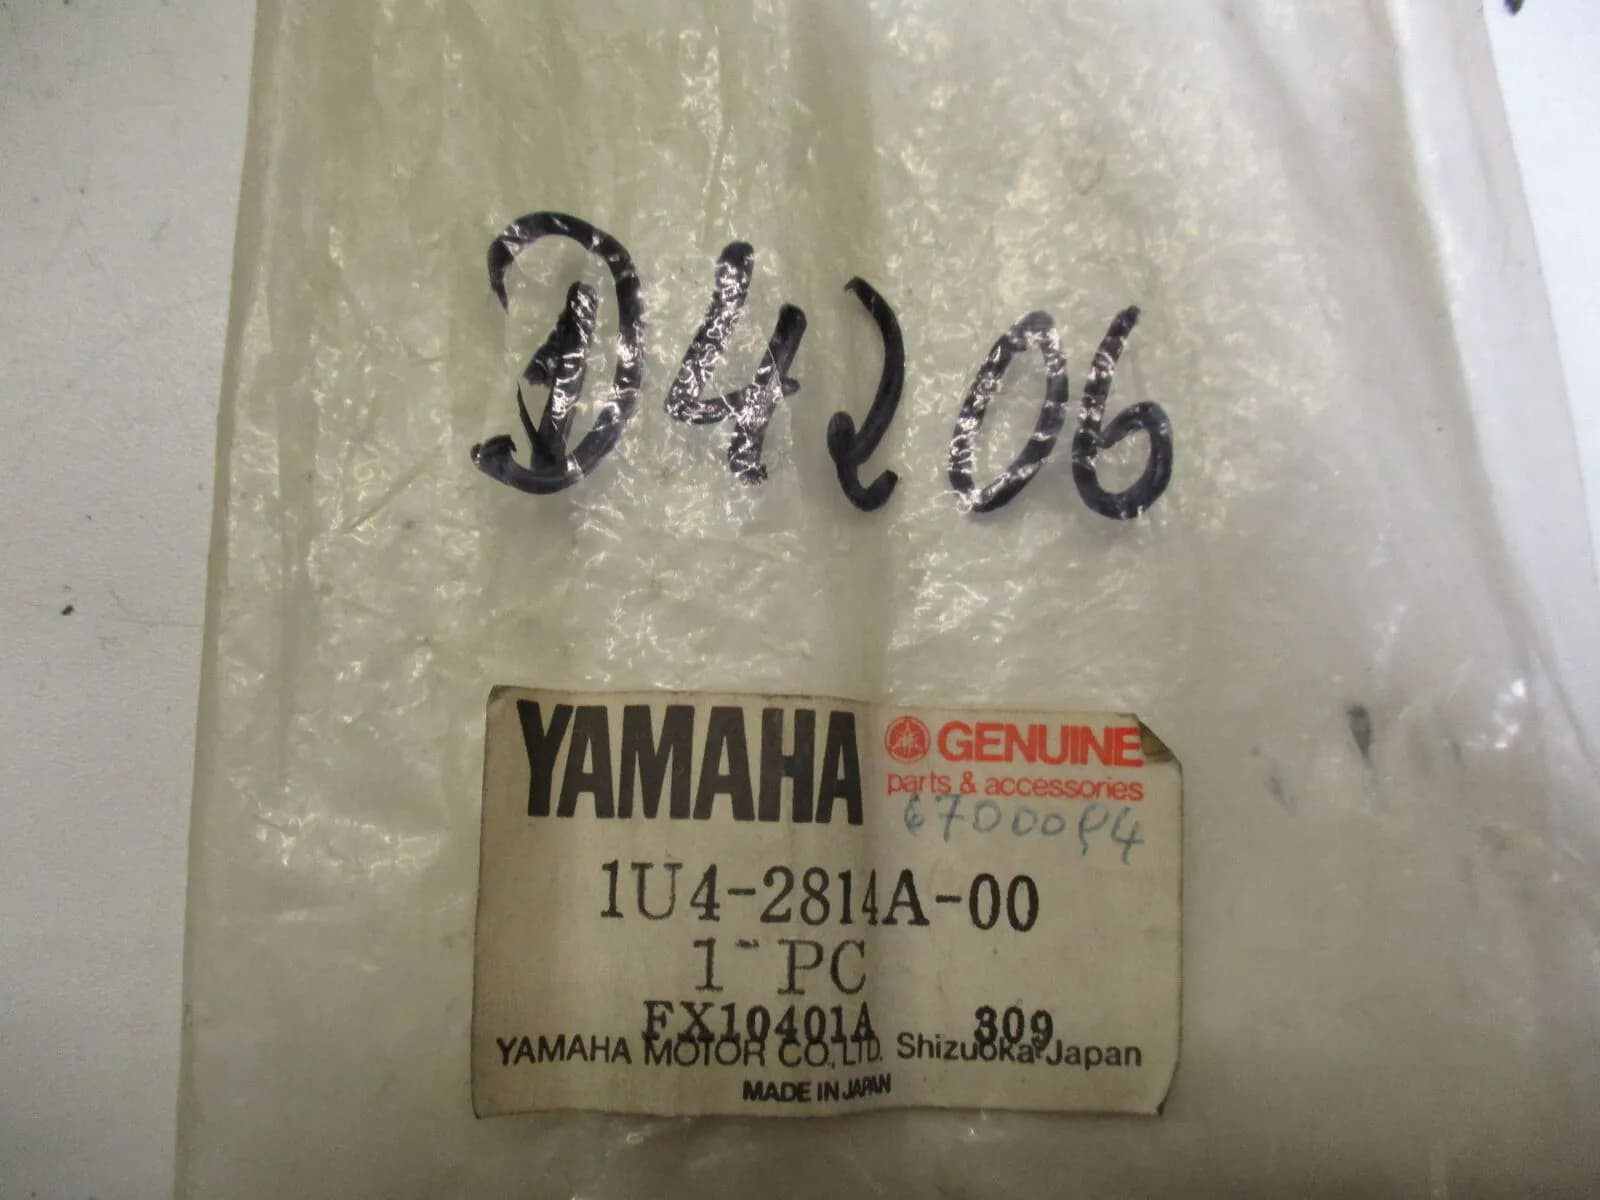 D4206
YAMAHA GENUINE
parts & accessories
67000P4
1U4-2814A-00
1 PC
FX10401A 309
YAMAHA MOTOR CO., LTD. Shizuoka Japan
MADE IN JAPAN